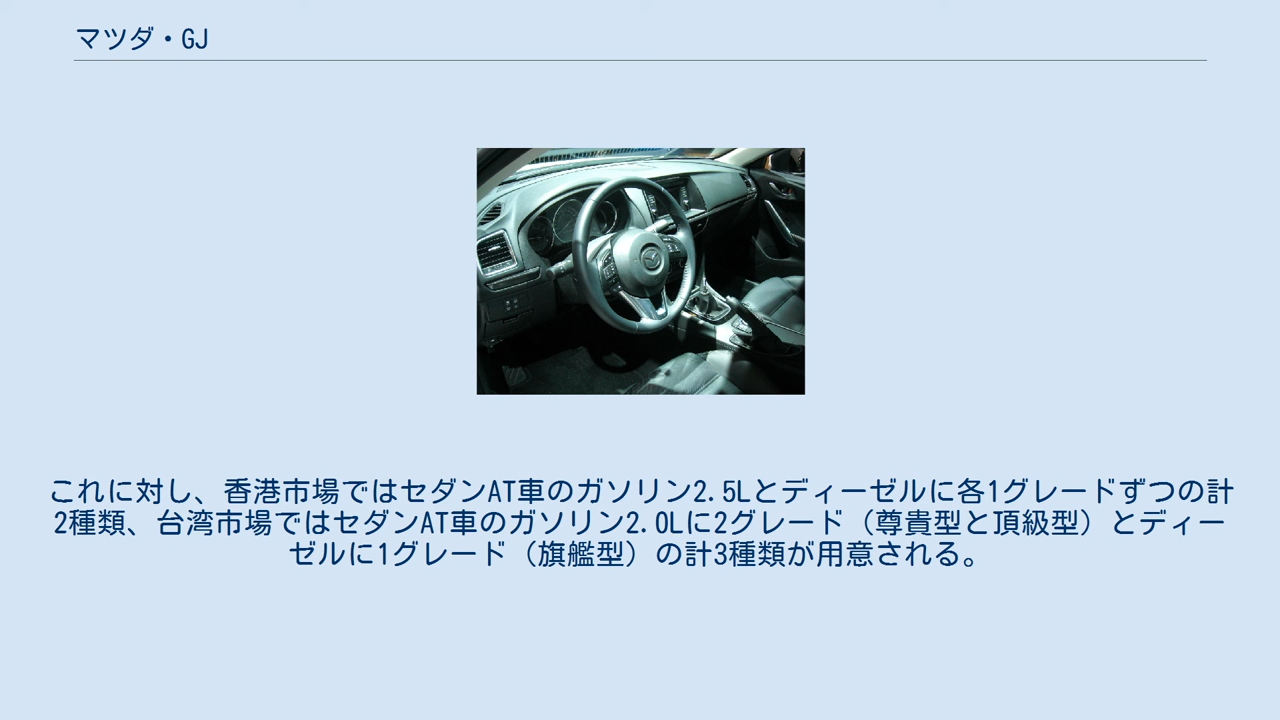 マツダ・GJ
これに対し、香港市場ではセダンAT車のガソリン2.5Lとディーゼルに各1グレードずつの計
2種類、台湾市場ではセダンAT車のガソリン2.0Lに2グレード（尊貴型と頂級型）とディー
ゼルに1グレード（旗艦型）の計3種類が用意される。